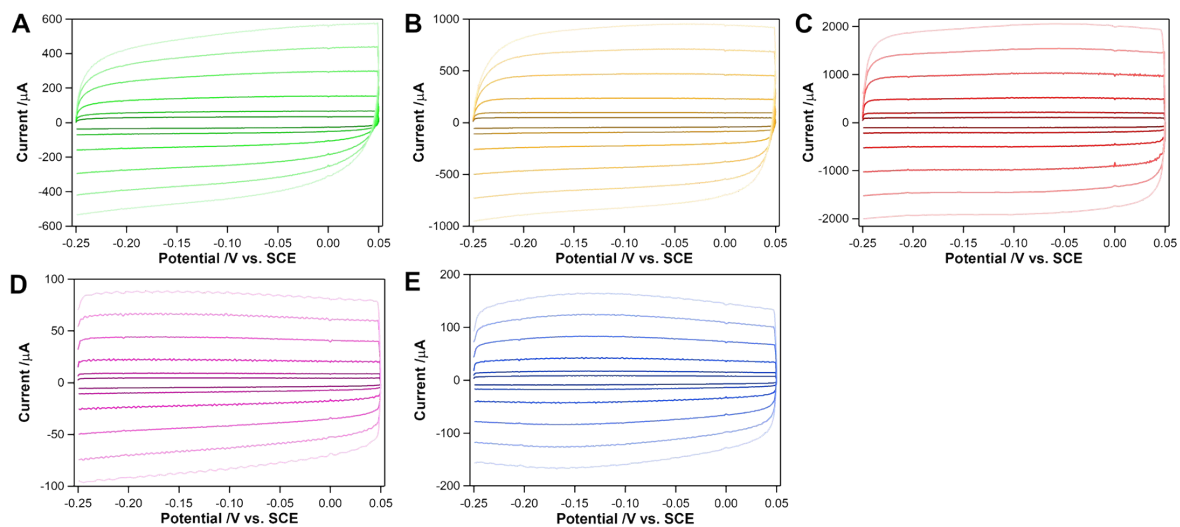 A
Current /μA
600
400
200
0
-200
-400
-600
-0.25 -0.20 -0.15 -0.10 -0.05 0.00 0.05
Potential /V vs. SCE
B
Current /μA
1000
500
0
-500
-1000
-0.25 -0.20 -0.15 -0.10 -0.05 0.00 0.05
Potential /V vs. SCE
C
Current /μA
2000
1000
0
-1000
-2000
-0.25 -0.20 -0.15 -0.10 -0.05 0.00 0.05
Potential /V vs. SCE
D
Current /μA
100
50
0
-50
-100
-0.25 -0.20 -0.15 -0.10 -0.05 0.00 0.05
Potential /V vs. SCE
E
Current /μA
200
100
0
-100
-200
-0.25 -0.20 -0.15 -0.10 -0.05 0.00 0.05
Potential /V vs. SCE